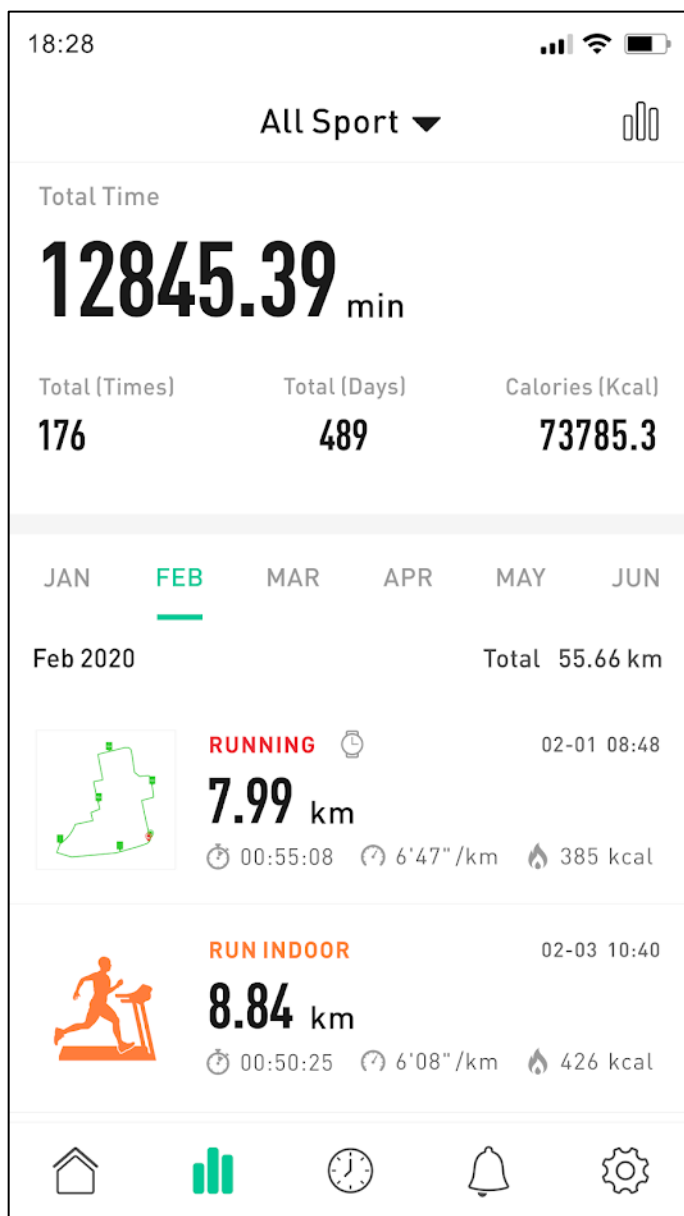 18:28
All Sport
Total Time
12845.39 min
Total (Times) Total (Days) Calories (Kcal)
176 489 73785.3
JAN FEB MAR APR MAY JUN
Feb 2020 Total 55.66 km
RUNNING 02-01 08:48
7.99 km
00:55:08 6'47"/km 385 kcal
RUN INDOOR 02-03 10:40
8.84 km
00:50:25 6'08"/km 426 kcal